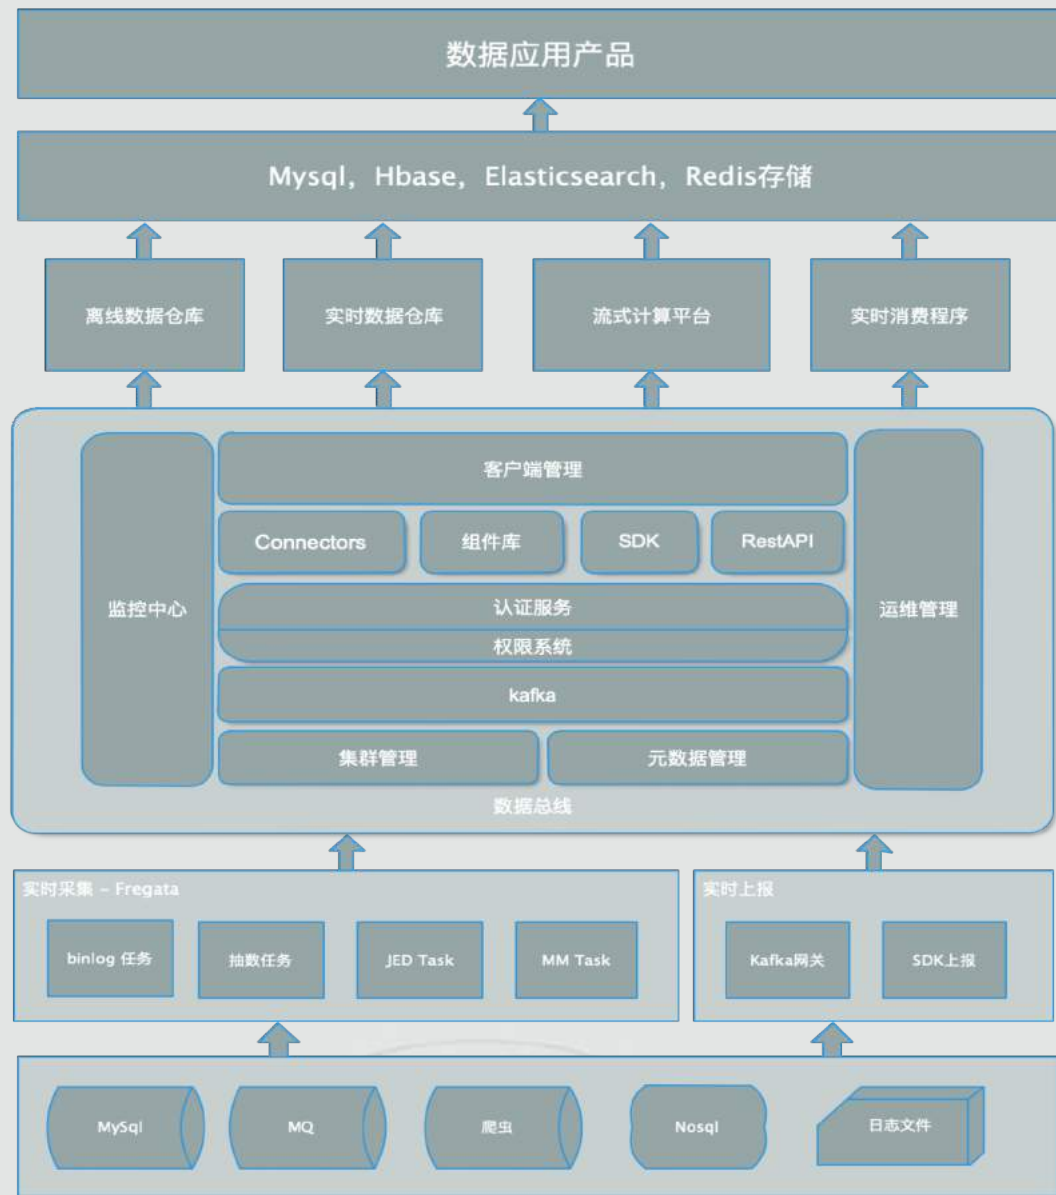 数据应用产品
Mysql，Hbase，Elasticsearch，Redis存储
离线数据仓库
实时数据仓库
流式计算平台
实时消费程序
监控中心
客户端管理
Connectors
组件库
SDK
RestAPI
认证服务
权限系统
kafka
集群管理
元数据管理
运维管理
数据总线
实时采集 – Fregata
binlog 任务
抽数任务
JED Task
MM Task
实时上报
Kafka网关
SDK上报
MySql
MQ
爬虫
Nosql
日志文件